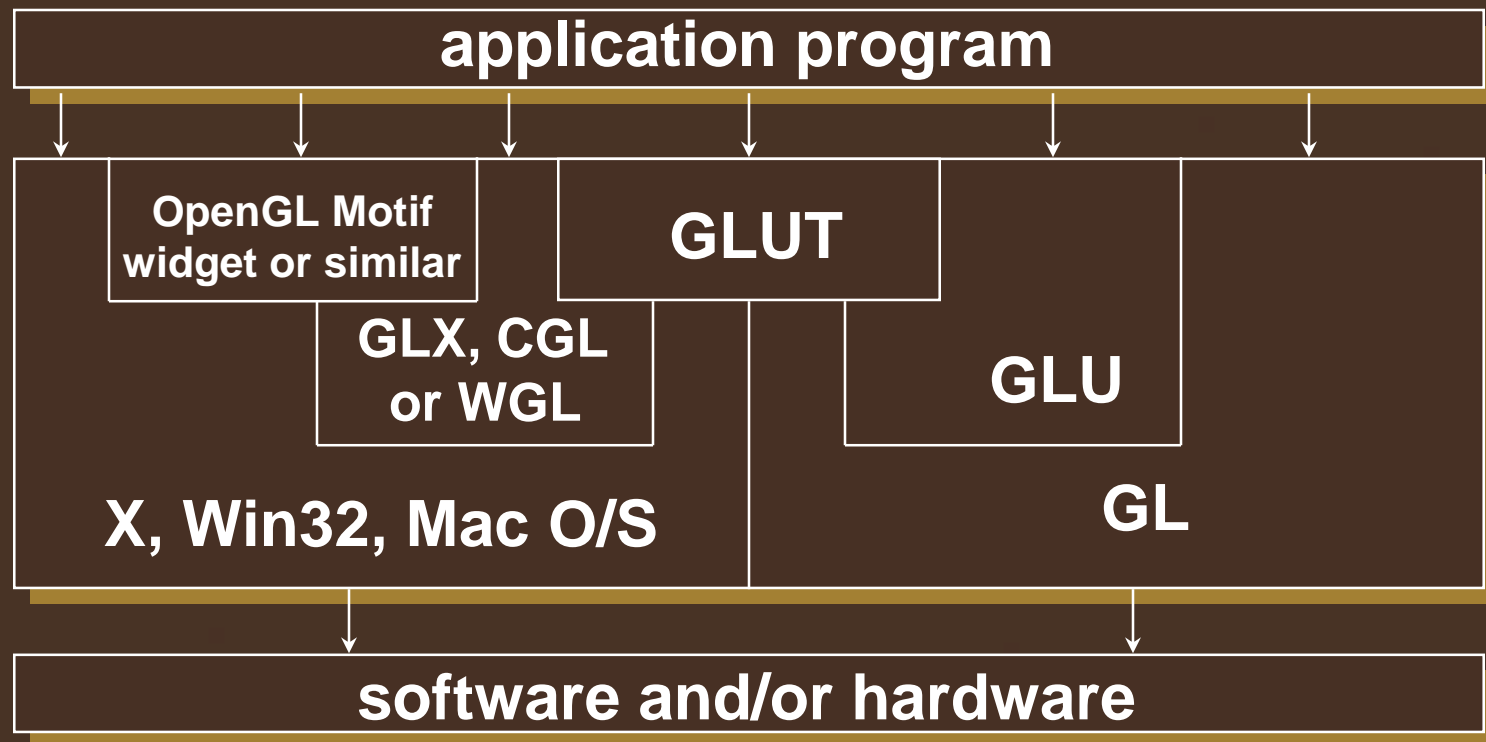 application program
OpenGL Motif
widget or similar
GLUT
GLX, CGL
or WGL
GLU
X, Win32, Mac O/S
GL
software and/or hardware